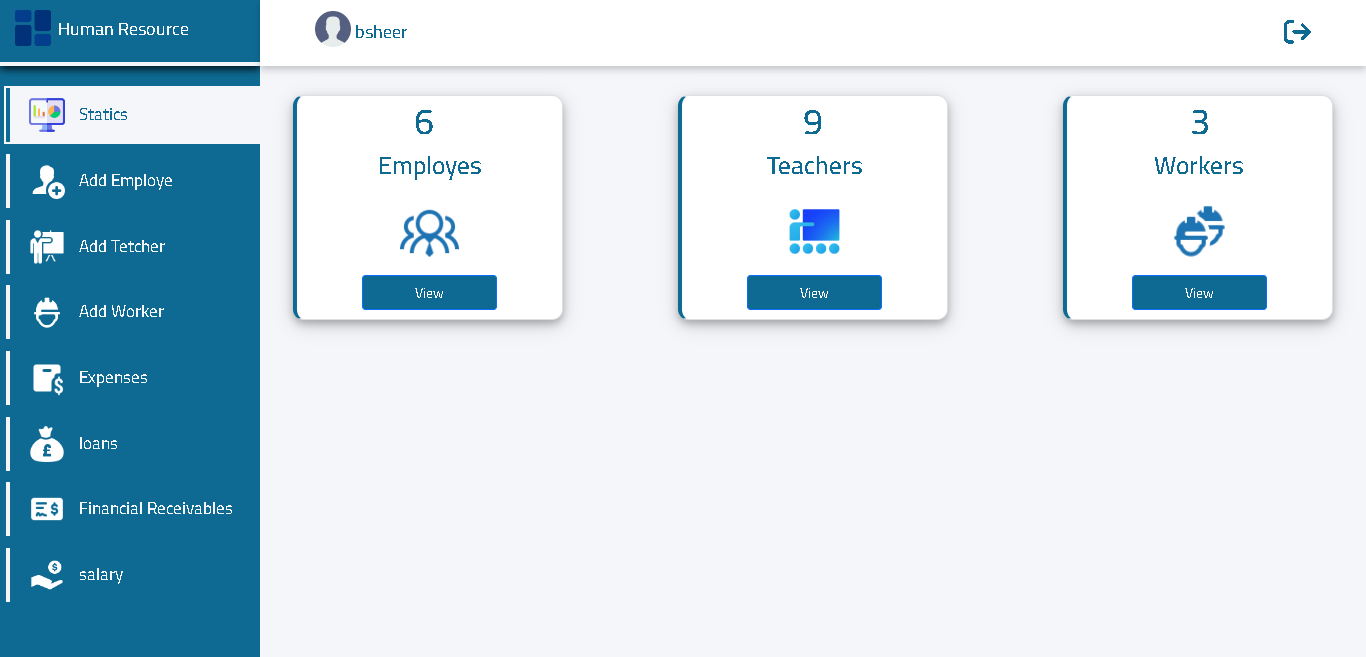 Human Resource
bsheer
Statics
Add Employe
Add Tetcher
Add Worker
Expenses
£
loans
$
Financial Receivables
$
salary
6
Employes
View
9
Teachers
View
3
Workers
View